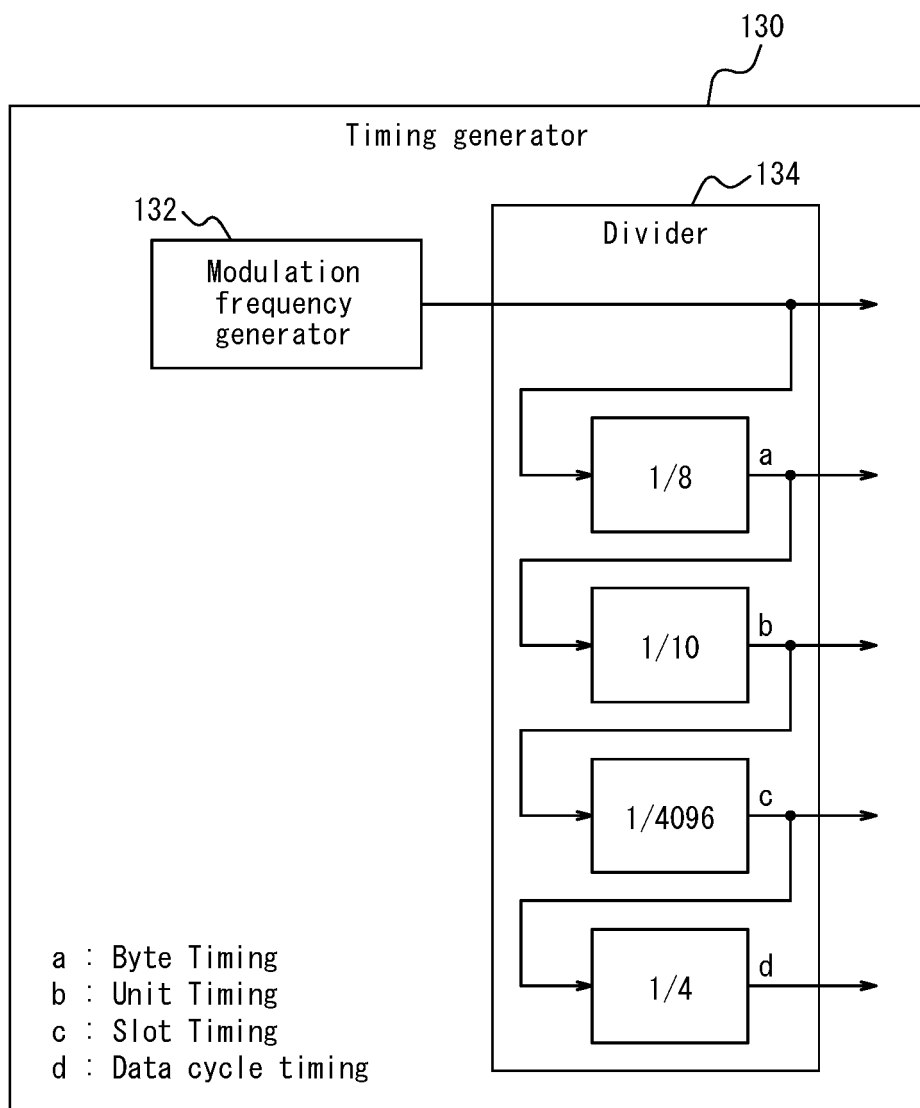 130
Timing generator
134
132
Divider
Modulation
frequency
generator
1/8
a
1/10
b
1/4096
c
1/4
d
a : Byte Timing
b : Unit Timing
c : Slot Timing
d : Data cycle timing